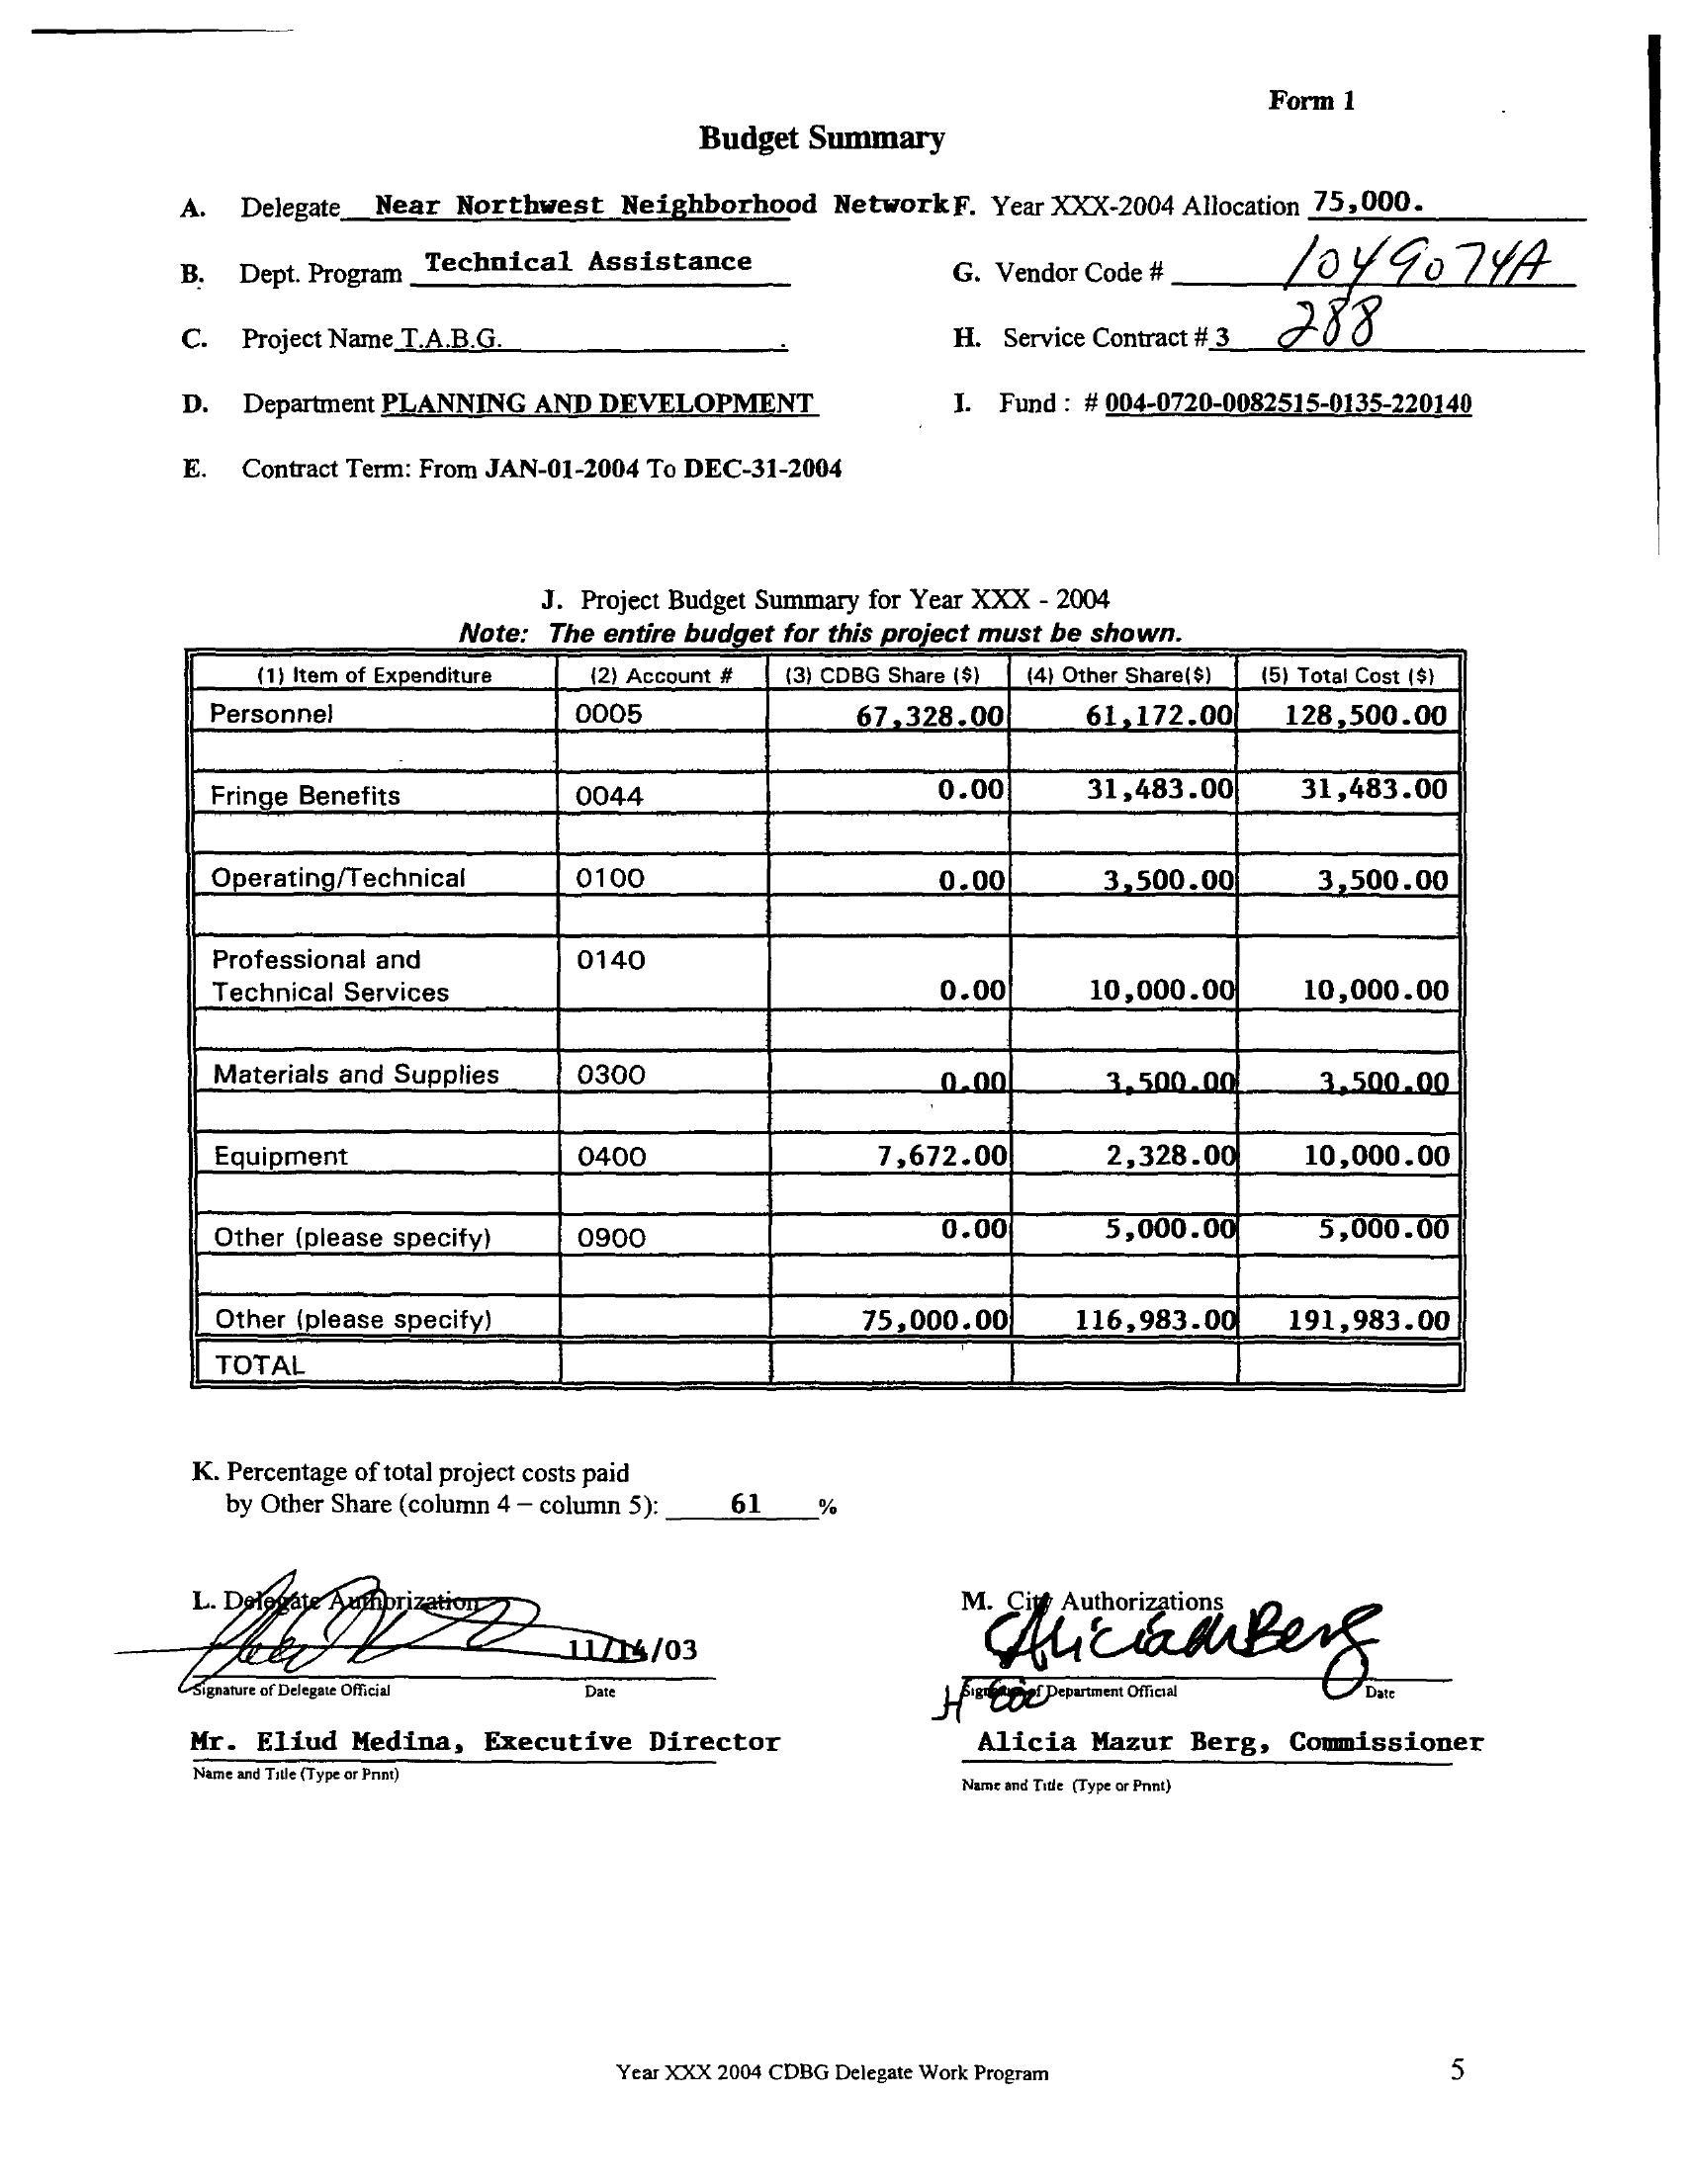 Form 1
Budget Summary
A. Delegate Near Northwest Neighborhood Network F. Year XXX-2004 Allocation 75,000.
B. Dept. Program Technical Assistance G. Vendor Code # 1049074A
C. Project Name T.A.B.G. H. Service Contract # 3 288
D. Department PLANNING AND DEVELOPMENT I. Fund : # 004-0720-0082515-0135-220140
E. Contract Term: From JAN-01-2004 To DEC-31-2004
J. Project Budget Summary for Year XXX - 2004
Note: The entire budget for this project must be shown.
(1) Item of Expenditure (2) Account # (3) CDBG Share ($) (4) Other Share($) (5) Total Cost ($)
Personnel 0005 67,328.00 61,172.00 128,500.00
Fringe Benefits 0044 0.00 31,483.00 31,483.00
Operating/Technical 0100 0.00 3,500.00 3,500.00
Professional and 0140
Technical Services 0.00 10,000.00 10,000.00
Materials and Supplies 0300 0.00 3,500.00 3,500.00
Equipment 0400 7,672.00 2,328.00 10,000.00
Other (please specify) 0900 0.00 5,000.00 5,000.00
Other (please specify) 75,000.00 116,983.00 191,983.00
TOTAL
K. Percentage of total project costs paid
by Other Share (column 4 – column 5): 61 %
L. Delegate Authorization M. City Authorizations
11/14/03
Signature of Delegate Official Date Signature of Department Official Date
Mr. Eliud Medina, Executive Director Alicia Mazur Berg, Commissioner
Name and Title (Type or Print) Name and Title (Type or Print)
Year XXX 2004 CDBG Delegate Work Program 5